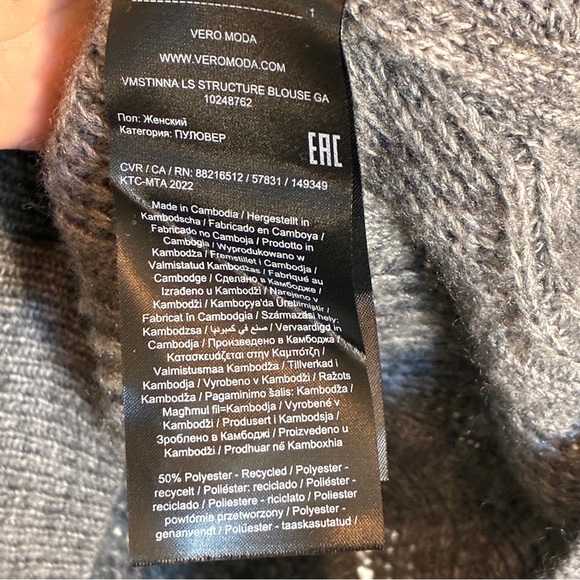 1
VERO MODA
WWW.VEROMODA.COM
VMSTINNA LS STRUCTURE BLOUSE GA
10248762
Пол: Женский
Категория: ПУЛОВЕР
EAC
CVR / CA / RN: 88216512 / 57831 / 149349
KTC-MTA 2022
Made in Cambodia / Hergestellt in
Kambodscha / Fabricado en Camboya /
Fabricado no Camboja / Prodotto in
Cambogia / Wyprodukowano w
Kambodża / Fremstillet i Cambodja /
Valmistatud Kambodžas / Fabriqué au
Cambodge / Сделано в Камбодже /
Izrađeno u Kambodži / Narejeno v
Kambodži / Kamboçya'da Üretilmiştir /
Fabricat în Cambodgia / Származási hely:
Kambodzsa / صنع في كمبوديا / Vervaardigd in
Cambodja / Произведено в Камбоджа /
Κατασκευάζεται στην Καμπότζη /
Valmistusmaa Kambodža / Tillverkad i
Kambodja / Vyrobeno v Kambodži / Ražots
Kambodža / Pagaminimo šalis: Kambodža /
Magħmul fil=Kambodja / Vyrobené v
Kambodži / Produsert i Kambodsja /
Зроблено в Камбоджі / Proizvedeno u
Kambodži / Prodhuar në Kamboxhia
50% Polyester - Recycled / Polyester -
recycelt / Poliéster: reciclado / Poliéster -
reciclado / Poliestere - riciclato / Poliester -
powtórnie przetworzony / Polyester -
genanvendt / Polüester - taaskasutatud /